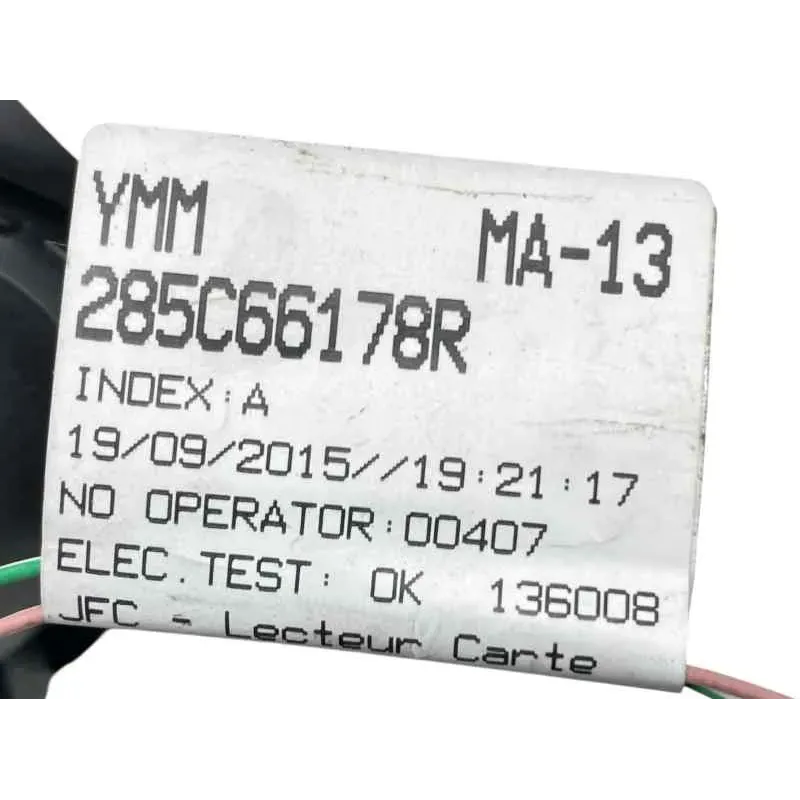 YMM MA-13
285C66178R
INDEX:A
19/09/2015//19:21:17
NO OPERATOR:00407
ELEC.TEST: OK 136008
JFC - Lecteur Carte